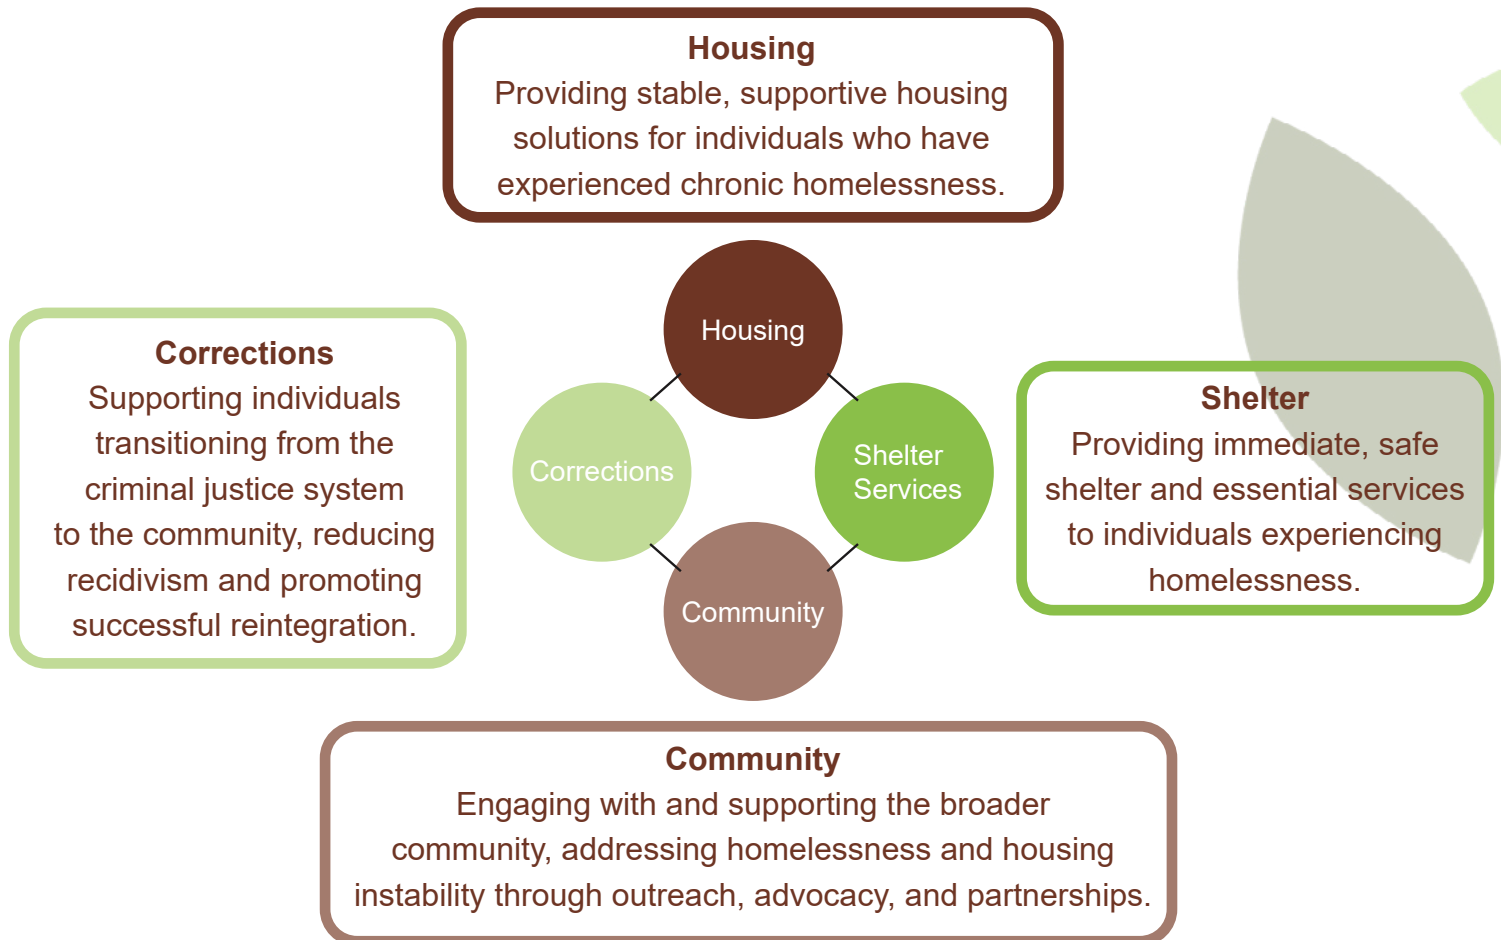 Housing
Providing stable, supportive housing
solutions for individuals who have
experienced chronic homelessness.
Housing
Corrections
Supporting individuals
transitioning from the
criminal justice system
to the community, reducing
recidivism and promoting
successful reintegration.
Corrections
Shelter
Services
Shelter
Providing immediate, safe
shelter and essential services
to individuals experiencing
homelessness.
Community
Community
Engaging with and supporting the broader
community, addressing homelessness and housing
instability through outreach, advocacy, and partnerships.